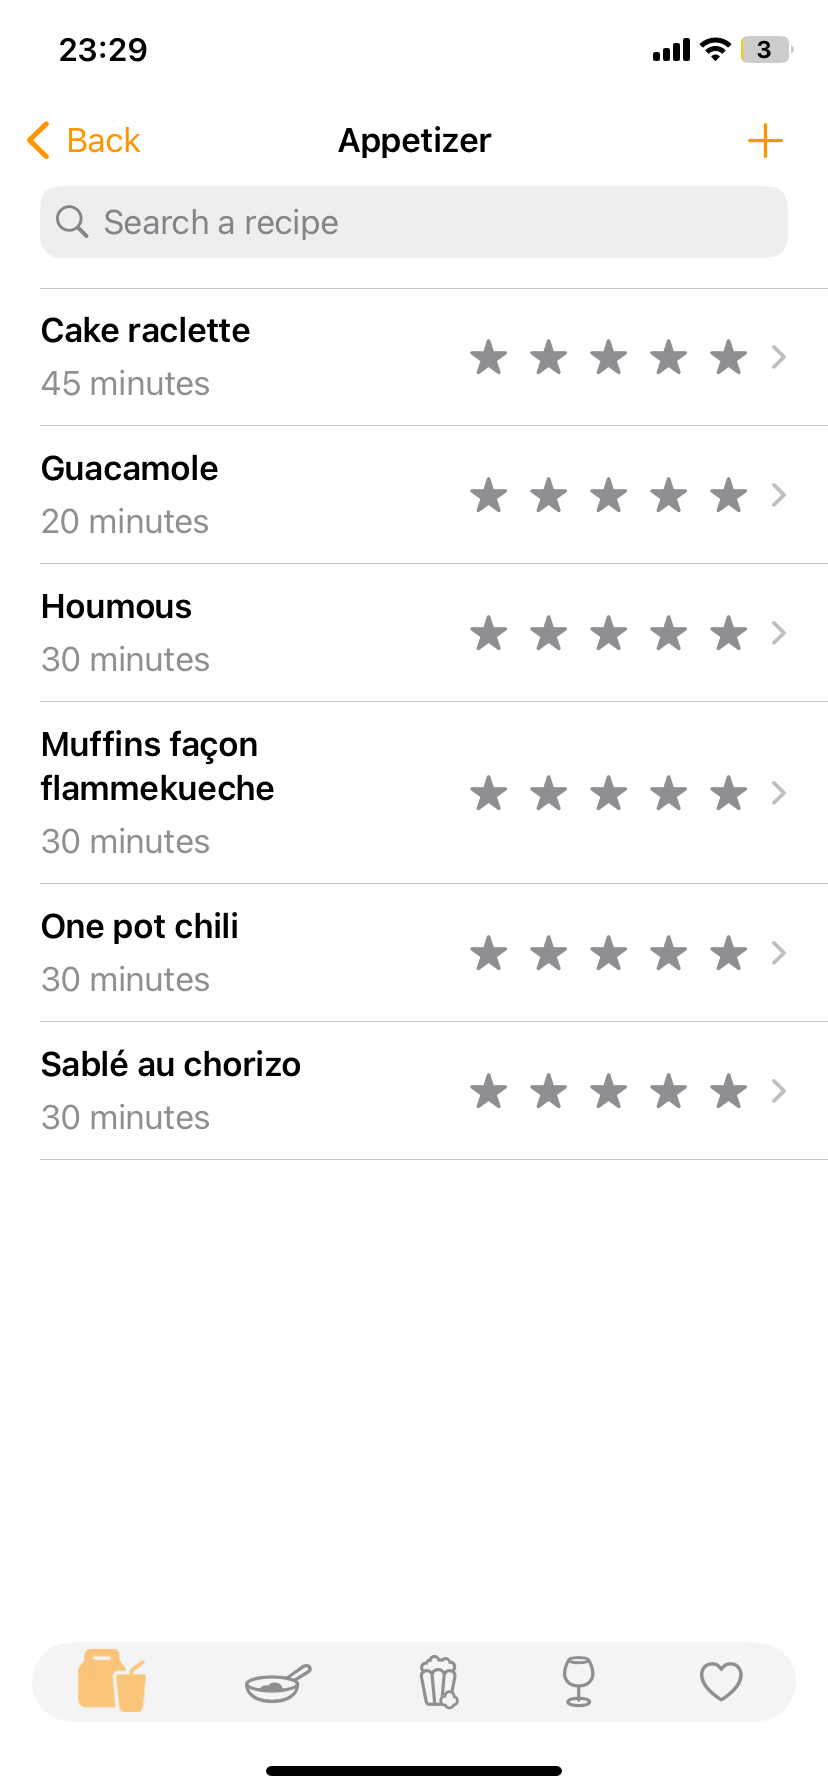 23:29
3
Back
Appetizer
Search a recipe
Cake raclette
45 minutes
Guacamole
20 minutes
Houmous
30 minutes
Muffins façon
flammekueche
30 minutes
One pot chili
30 minutes
Sablé au chorizo
30 minutes